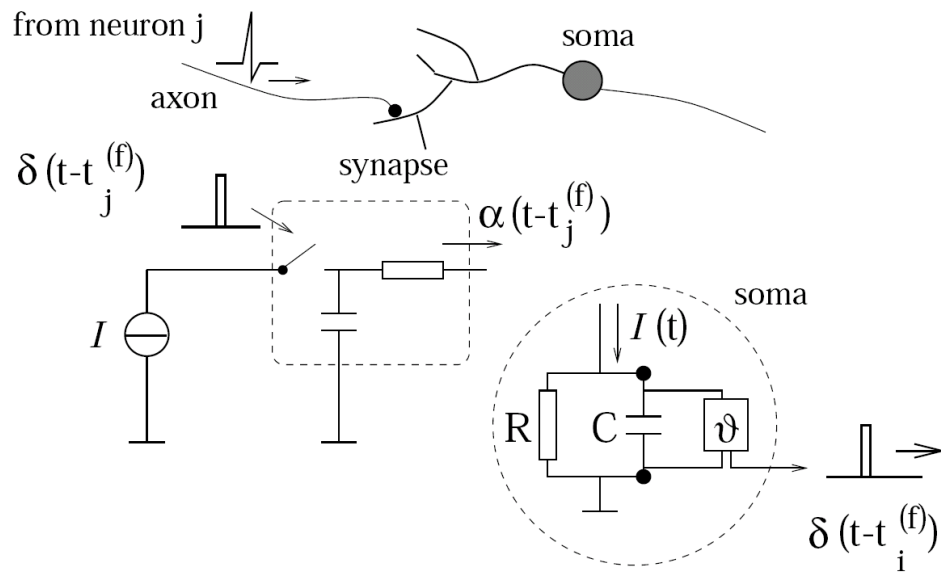 from neuron j
soma
axon
synapse
δ(t-t_j^(f))
α(t-t_j^(f))
I
soma
I(t)
R
C
ϑ
δ(t-t_i^(f))